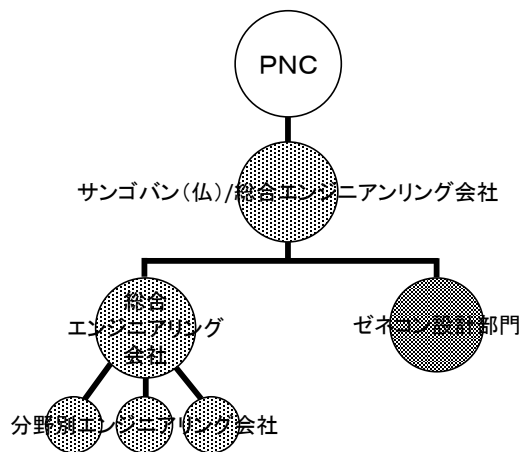 PNC
サンゴバン(仏)/総合エンジニアンリング会社
総合
エンジニアリング
会社
ゼネコン設計部門
分野別エンジニアリング会社